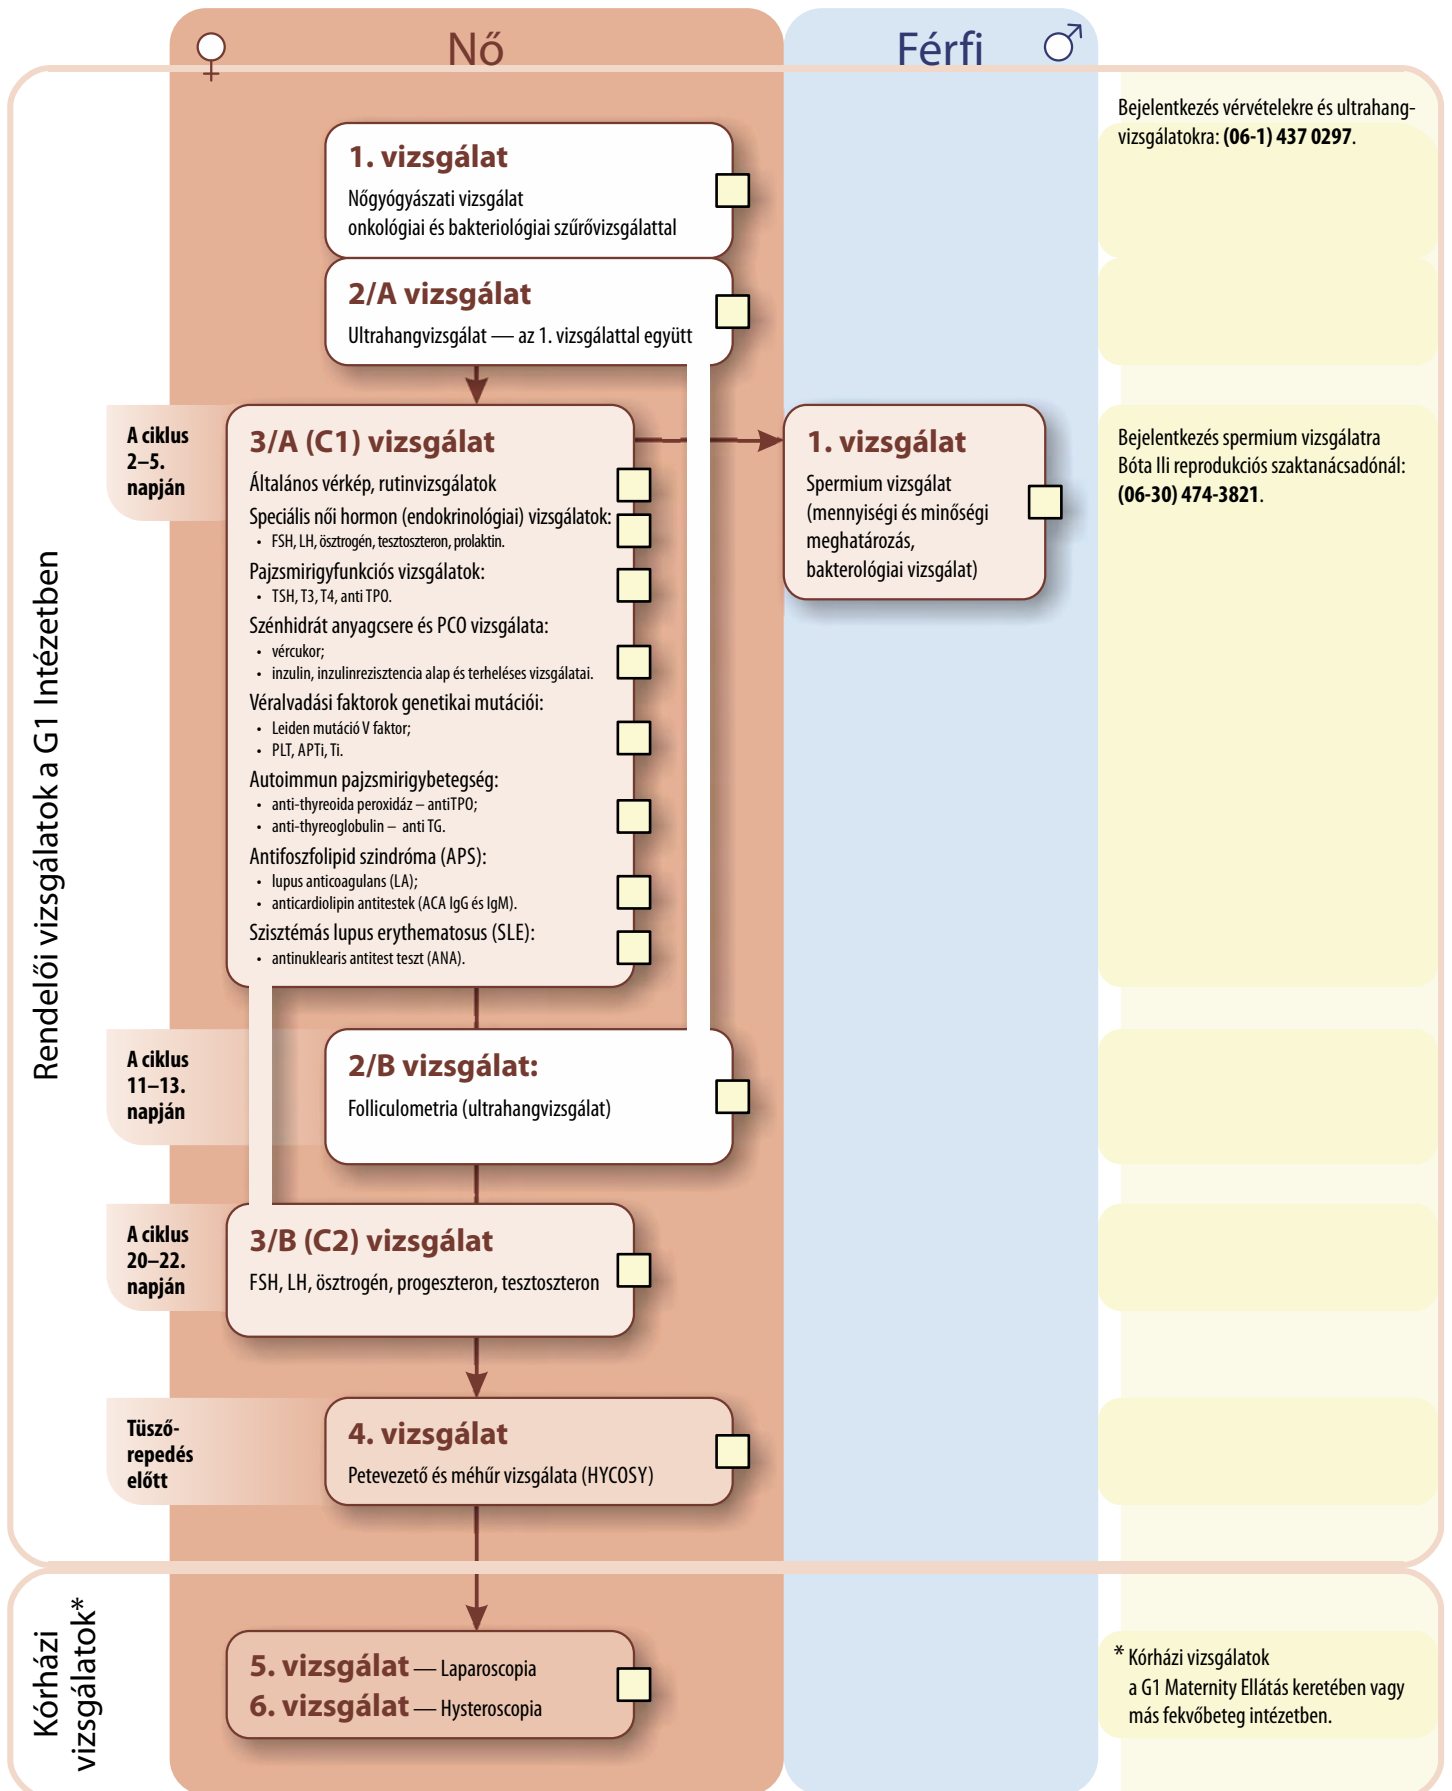 Nő
Férfi
Rendelői vizsgálatok a G1 Intézetben
Bejelentkezés vérvételekre és ultrahang-
vizsgálatokra: (06-1) 437 0297.
1. vizsgálat
Nőgyógyászati vizsgálat
onkológiai és bakteriológiai szűrővizsgálattal
2/A vizsgálat
Ultrahangvizsgálat — az 1. vizsgálattal együtt
A ciklus
2–5.
napján
3/A (C1) vizsgálat
Általános vérkép, rutinvizsgálatok
Speciális női hormon (endokrinológiai) vizsgálatok:
• FSH, LH, ösztrogén, tesztoszteron, prolaktin.
Pajzsmirigyfunkciós vizsgálatok:
• TSH, T3, T4, anti TPO.
Szénhidrát anyagcsere és PCO vizsgálata:
• vércukor;
• inzulin, inzulinrezisztencia alap és terheléses vizsgálatai.
Véralvadási faktorok genetikai mutációi:
• Leiden mutáció V faktor;
• PLT, APTi, Ti.
Autoimmun pajzsmirigybetegség:
• anti-thyreoida peroxidáz – antiTPO;
• anti-thyreoglobulin – anti TG.
Antifoszfolipid szindróma (APS):
• lupus anticoagulans (LA);
• anticardiolipin antitestek (ACA IgG és IgM).
Szisztémás lupus erythematosus (SLE):
• antinuklearis antitest teszt (ANA).
1. vizsgálat
Spermium vizsgálat
(mennyiségi és minőségi
meghatározás,
bakterológiai vizsgálat)
Bejelentkezés spermium vizsgálatra
Bóta Ili reprodukciós szaktanácsadónál:
(06-30) 474-3821.
A ciklus
11–13.
napján
2/B vizsgálat:
Folliculometria (ultrahangvizsgálat)
A ciklus
20–22.
napján
3/B (C2) vizsgálat
FSH, LH, ösztrogén, progeszteron, tesztoszteron
Tüsző-
repedés
előtt
4. vizsgálat
Petevezető és méhűr vizsgálata (HYCOSY)
Kórházi
vizsgálatok*
5. vizsgálat — Laparoscopia
6. vizsgálat — Hysteroscopia
* Kórházi vizsgálatok
a G1 Maternity Ellátás keretében vagy
más fekvőbeteg intézetben.